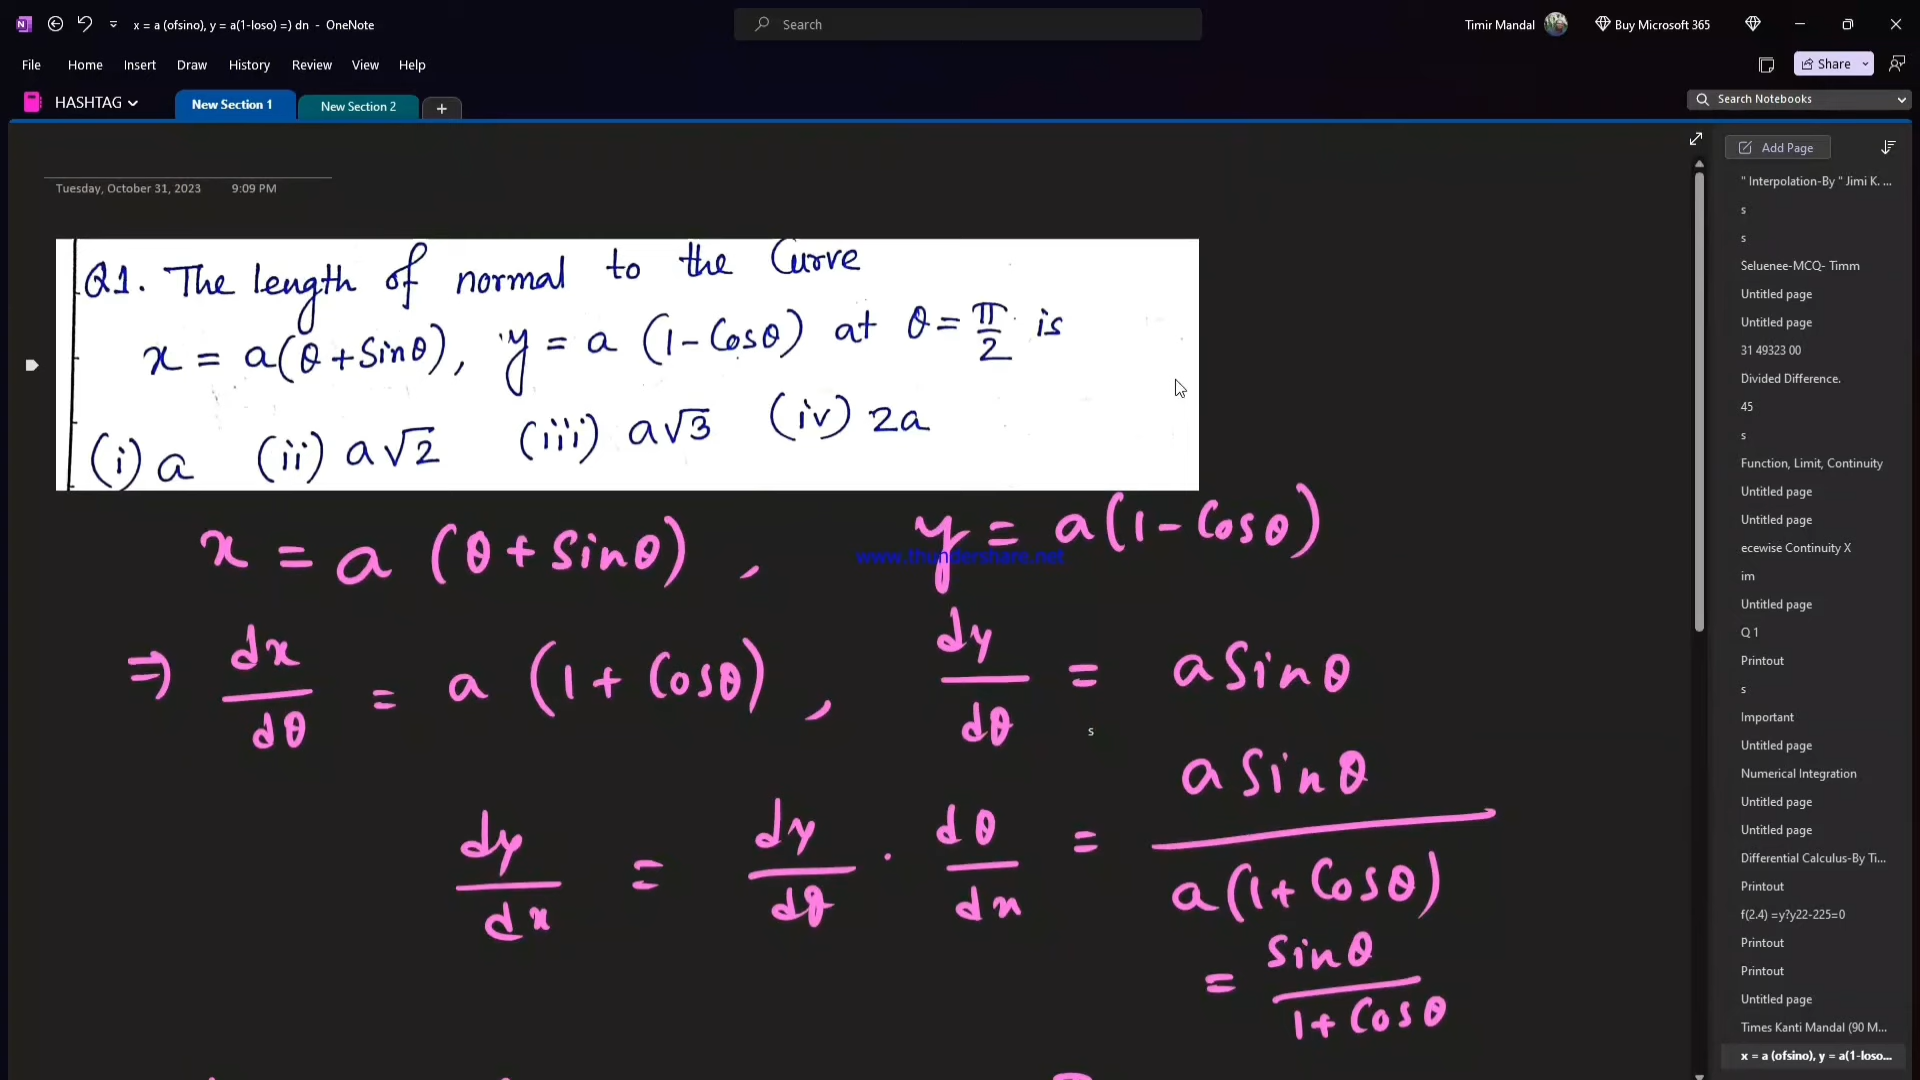 x = a (ofsino), y = a(1-loso) =) dn - OneNote
Search
Timir Mandal
Buy Microsoft 365
File Home Insert Draw History Review View Help
Share
HASHTAG
New Section 1
New Section 2
+
Search Notebooks
Add Page
Tuesday, October 31, 2023 9:09 PM
Q1. The length of normal to the Curve
x = a(θ+Sinθ), y = a (1-Cosθ) at θ = π/2 is
(i) a (ii) a√2 (iii) a√3 (iv) 2a
x = a (θ + Sinθ) , y = a(1-Cosθ)
www.thundershare.net
⇒ dx/dθ = a (1+ Cosθ) , dy/dθ = a Sinθ
s
dy/dx = dy/dθ . dθ/dx = a Sinθ / a(1+Cosθ)
= Sinθ / 1+Cosθ
" Interpolation-By " Jimi K. ...
s
s
Seluenee-MCQ- Timm
Untitled page
Untitled page
31 49323 00
Divided Difference.
45
s
Function, Limit, Continuity
Untitled page
Untitled page
ecewise Continuity X
im
Untitled page
Q 1
Printout
s
Important
Untitled page
Numerical Integration
Untitled page
Untitled page
Differential Calculus-By Ti...
Printout
f(2.4) =y?y22-225=0
Printout
Printout
Untitled page
Times Kanti Mandal (90 M...
x = a (ofsino), y = a(1-loso...